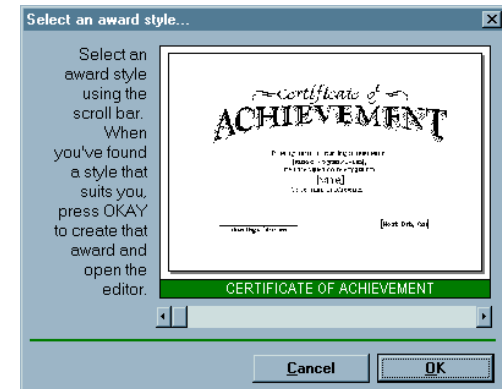 Select an award style...
Select an
award style
using the
scroll bar.
When
you've found
a style that
suits you,
press OKAY
to create that
award and
open the
editor.
Certificate of
ACHIEVEMENT
CERTIFICATE OF ACHIEVEMENT
Cancel
OK